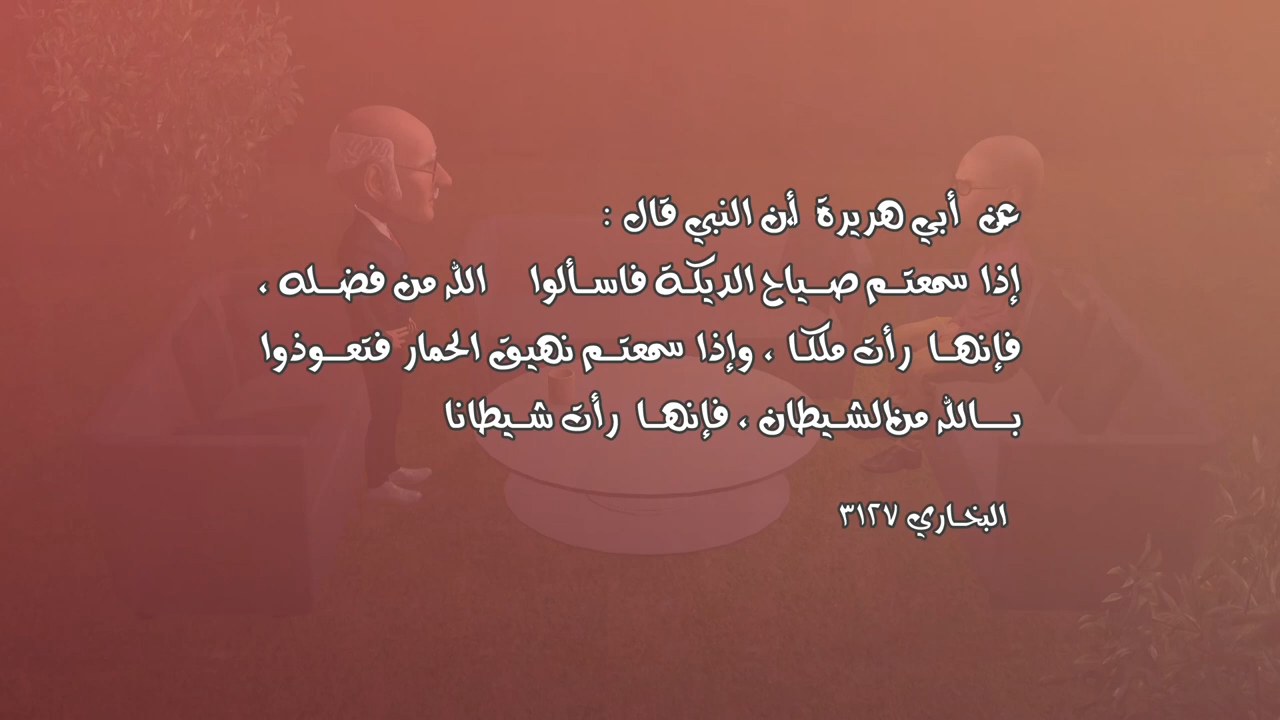 عن أبي هريرة أن النبي قال :
إذا سمعتم صياح الديكة فاسألوا الله من فضله ،
فإنها رأت ملكا ، وإذا سمعتم نهيق الحمار فتعوذوا
بالله من الشيطان ، فإنها رأت شيطانا
البخاري ٣١٢٧